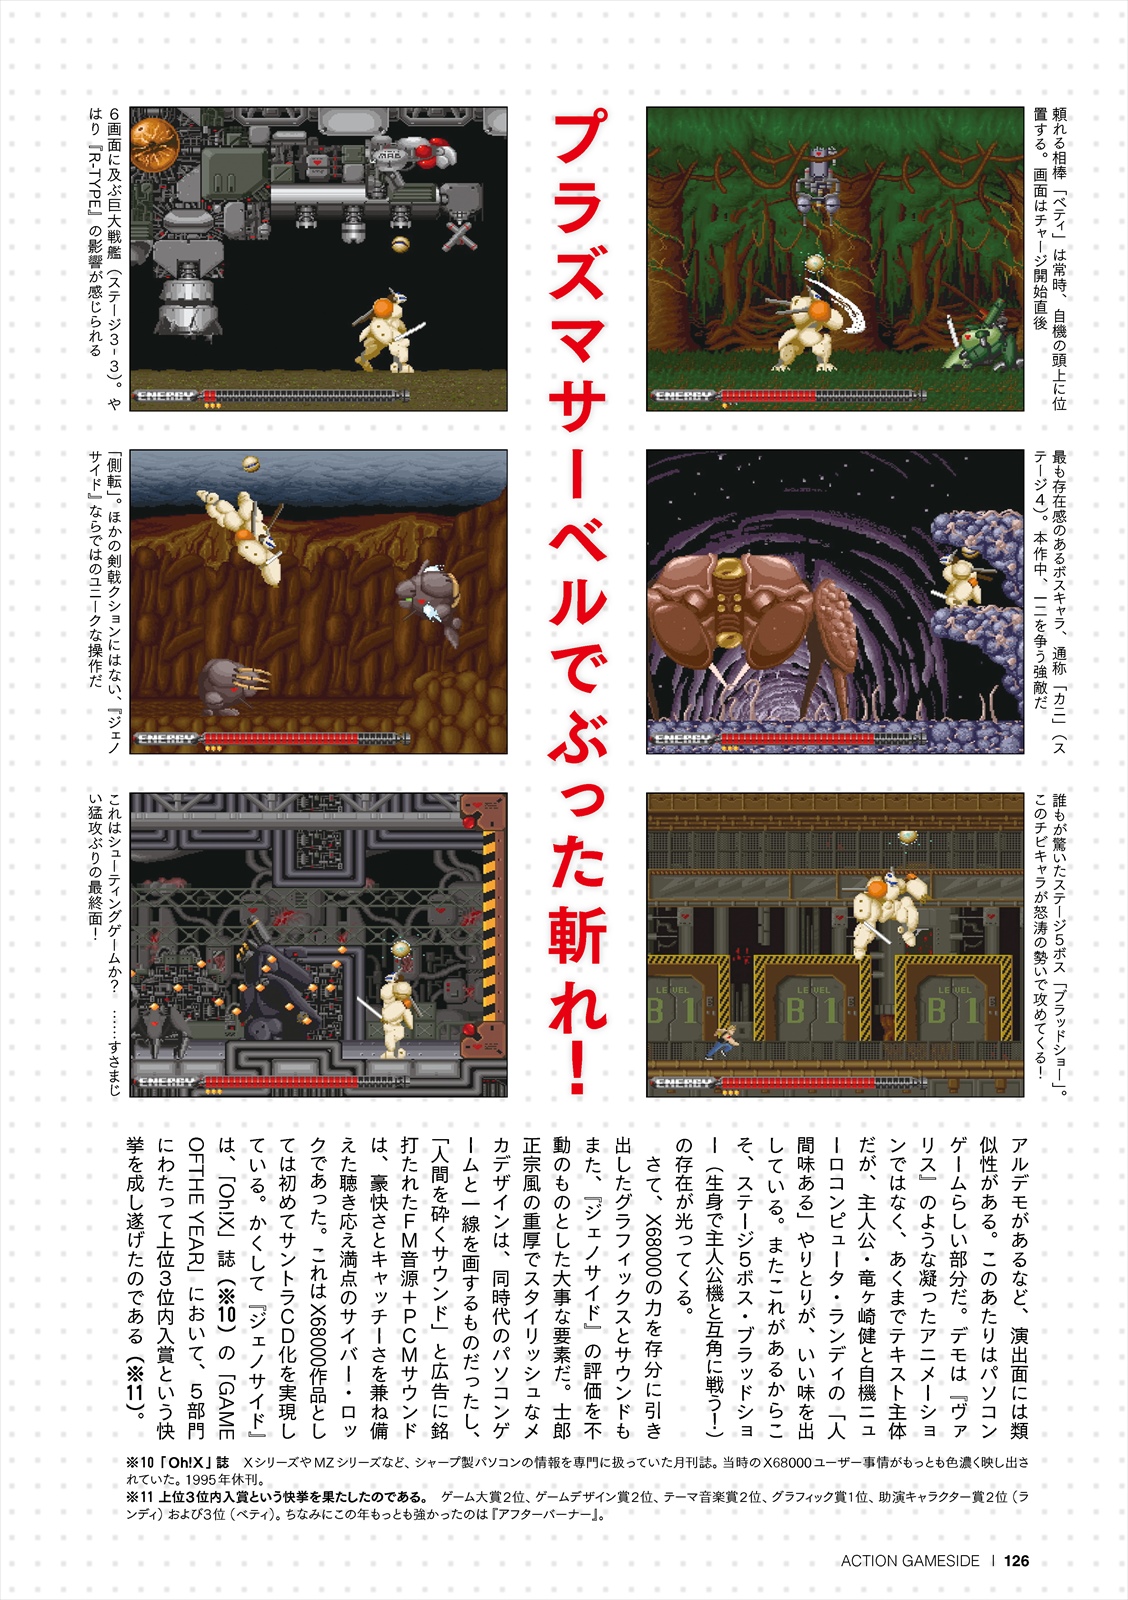 プラズマサーベルでぶった斬れ！
頼れる相棒「ベティ」は常時、自機の頭上に位
置する。画面はチャージ開始直後
最も存在感のあるボスキャラ、通称「カニ」（ス
テージ4）。本作中、一二を争う強敵だ
誰もが驚いたステージ5ボス「ブラッドショー」。
このチビキャラが怒涛の勢いで攻めてくる！
6画面に及ぶ巨大戦艦（ステージ3-3）。や
はり『R-TYPE』の影響が感じられる
「側転」。ほかの剣戟クションにはない、『ジェノ
サイド』ならではのユニークな操作だ
これはシューティングゲームか？　……すさまじ
い猛攻ぶりの最終面！
ENERGY
ENERGY
ENERGY
ENERGY
LEVEL
B1
LEVEL
B1
LEVEL
B1
ENERGY
ENERGY
アルデモがあるなど、演出面には類
似性がある。このあたりはパソコン
ゲームらしい部分だ。デモは『ヴァ
リス』のような凝ったアニメーショ
ンではなく、あくまでテキスト主体
だが、主人公・竜ヶ崎健と自機ニュ
ーロコンピュータ・ランディの「人
間味ある」やりとりが、いい味を出
している。またこれがあるからこ
そ、ステージ5ボス・ブラッドショ
ー（生身で主人公機と互角に戦う！）
の存在が光ってくる。
さて、X68000の力を存分に引き
出したグラフィックスとサウンドも
また、『ジェノサイド』の評価を不
動のものとした大事な要素だ。士郎
正宗風の重厚でスタイリッシュなメ
カデザインは、同時代のパソコンゲ
ームと一線を画するものだったし、
「人間を砕くサウンド」と広告に銘
打たれたFM音源＋PCMサウンド
は、豪快さとキャッチーさを兼ね備
えた聴き応え満点のサイバー・ロッ
クであった。これはX68000作品とし
ては初めてサントラCD化を実現し
ている。かくして『ジェノサイド』
は、「Oh!X」誌（※10）の「GAME
OFTHE YEAR」において、5部門
にわたって上位3位内入賞という快
挙を成し遂げたのである（※11）。
※10「Oh!X」誌　XシリーズやMZシリーズなど、シャープ製パソコンの情報を専門に扱っていた月刊誌。当時のX68000ユーザー事情がもっとも色濃く映し出さ
れていた。1995年休刊。
※11 上位3位内入賞という快挙を果たしたのである。　ゲーム大賞2位、ゲームデザイン賞2位、テーマ音楽賞2位、グラフィック賞1位、助演キャラクター賞2位（ラ
ンディ）および3位（ベティ）。ちなみにこの年もっとも強かったのは『アフターバーナー』。
ACTION GAMESIDE | 126